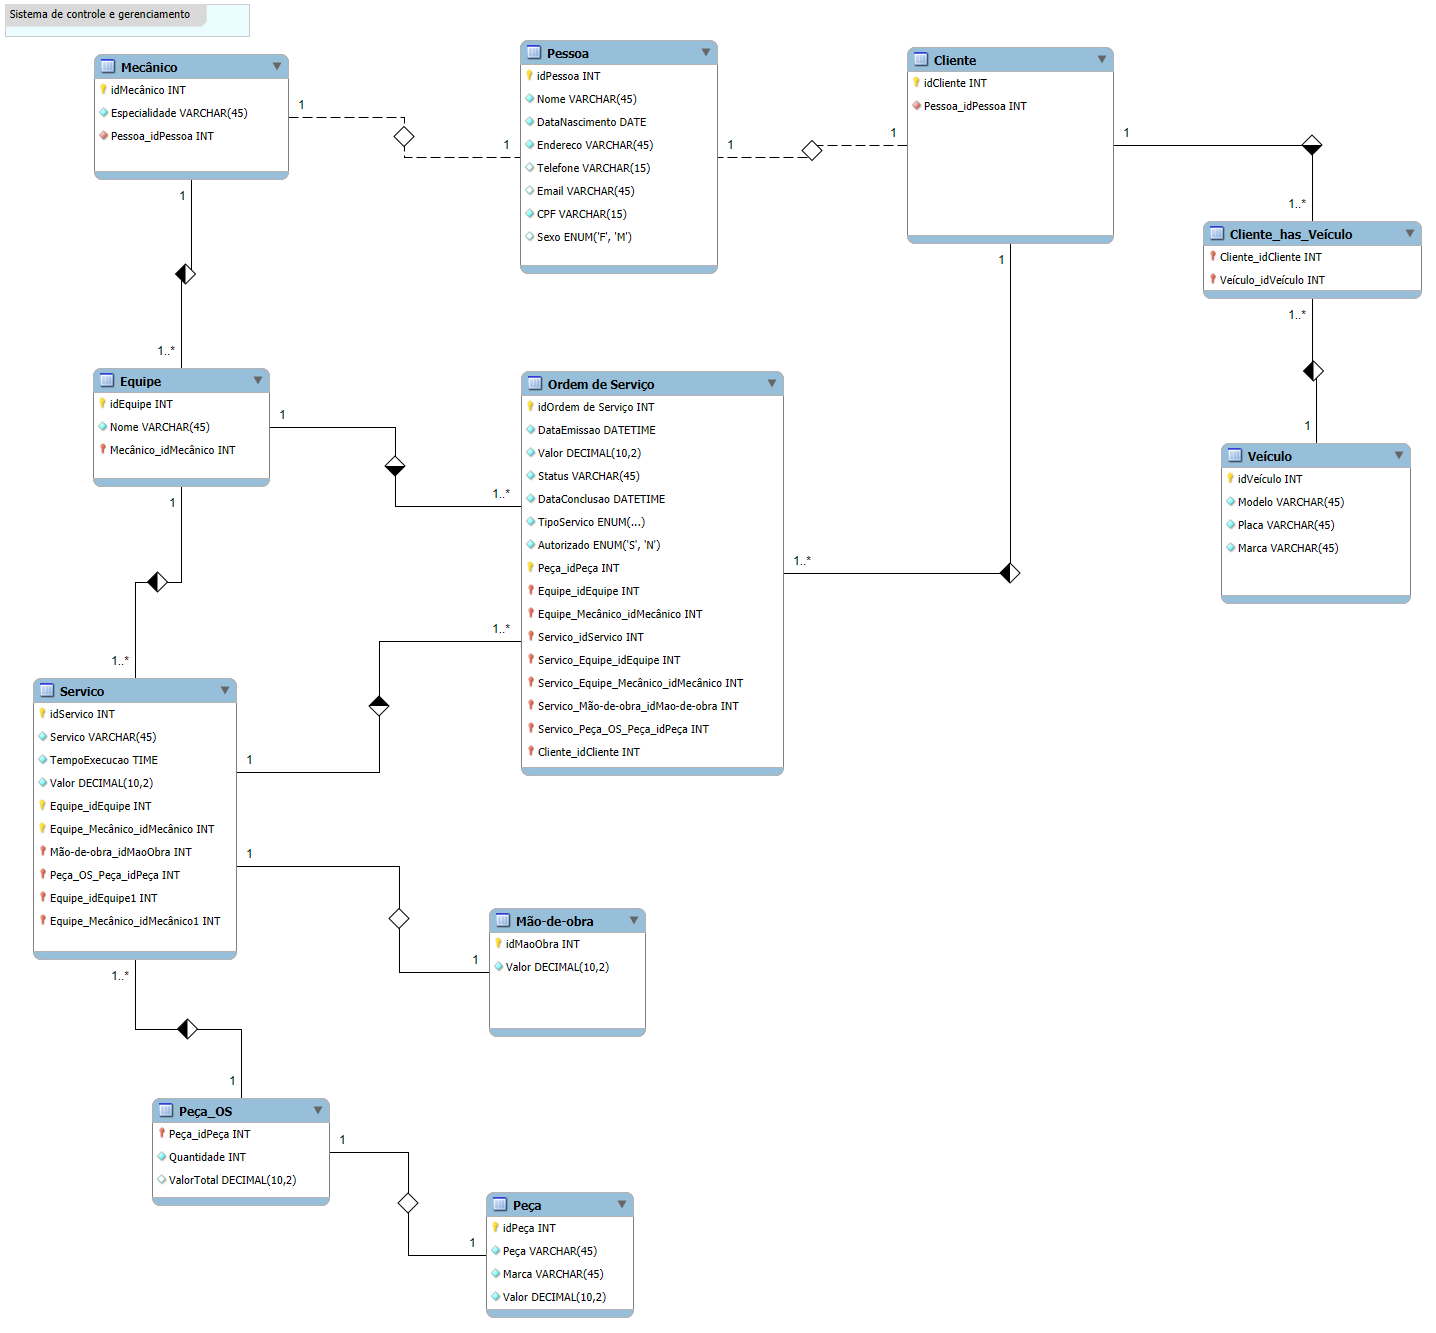 Sistema de controle e gerenciamento
Mecânico
idMecânico INT
Especialidade VARCHAR(45)
Pessoa_idPessoa INT
1
1
Pessoa
idPessoa INT
Nome VARCHAR(45)
DataNascimento DATE
Endereco VARCHAR(45)
Telefone VARCHAR(15)
Email VARCHAR(45)
CPF VARCHAR(15)
Sexo ENUM('F', 'M')
1
1
Cliente
idCliente INT
Pessoa_idPessoa INT
1
1..*
Cliente_has_Veículo
Cliente_idCliente INT
Veículo_idVeículo INT
1..*
1
Veículo
idVeículo INT
Modelo VARCHAR(45)
Placa VARCHAR(45)
Marca VARCHAR(45)
1
1..*
1
1..*
Equipe
idEquipe INT
Nome VARCHAR(45)
Mecânico_idMecânico INT
1
1..*
Ordem de Serviço
idOrdem de Serviço INT
DataEmissao DATETIME
Valor DECIMAL(10,2)
Status VARCHAR(45)
DataConclusao DATETIME
TipoServico ENUM(...)
Autorizado ENUM('S', 'N')
Peça_idPeça INT
Equipe_idEquipe INT
Equipe_Mecânico_idMecânico INT
Servico_idServico INT
Servico_Equipe_idEquipe INT
Servico_Equipe_Mecânico_idMecânico INT
Servico_Mão-de-obra_idMao-de-obra INT
Servico_Peça_OS_Peça_idPeça INT
Cliente_idCliente INT
1
1..*
1..*
1
Servico
idServico INT
Servico VARCHAR(45)
TempoExecucao TIME
Valor DECIMAL(10,2)
Equipe_idEquipe INT
Equipe_Mecânico_idMecânico INT
Mão-de-obra_idMaoObra INT
Peça_OS_Peça_idPeça INT
Equipe_idEquipe1 INT
Equipe_Mecânico_idMecânico1 INT
1
1
Mão-de-obra
idMaoObra INT
Valor DECIMAL(10,2)
1..*
1
Peça_OS
Peça_idPeça INT
Quantidade INT
ValorTotal DECIMAL(10,2)
1
1
Peça
idPeça INT
Peça VARCHAR(45)
Marca VARCHAR(45)
Valor DECIMAL(10,2)